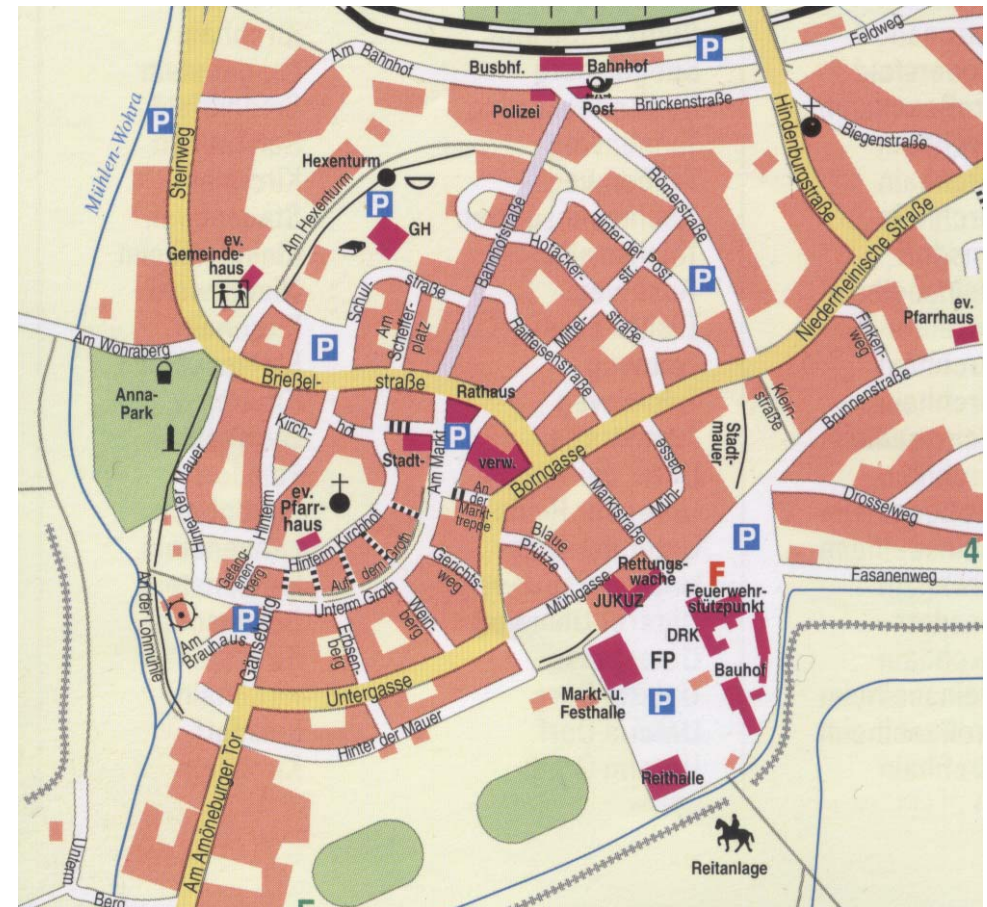 Feldweg
Am Bahnhof
Busbhf.
Bahnhof
P
Polizei
Post
Brückenstraße
P
Mühlen-Wohra
Steinweg
Hindenburgstraße
Biegenstraße
Hexenturm
Am Hexenturm
P
GH
Römerstraße
Bahnhofstraße
Hofäcker-
str.
Hinter der Post
ev.
Gemeinde-
haus
Schul-
straße
P
Niederrheinische Straße
ev.
Pfarrhaus
Am
Scheffer-
platz
Raiffeisenstraße
Mittel-
straße
Finken-
weg
Am Wohraberg
P
Brießel-
straße
Rathaus
Klein-
straße
Brunnenstraße
Anna-
Park
Kirch-
hof
Stadt-
verw.
P
Am Markt
Borngasse
Stadt-
mauer
Hinter der Mauer
Hinterm
Kirchhof
ev.
Pfarr-
haus
An
der
Markt-
treppe
Marktstraße
Mühl-
gasse
Drosselweg
Blaue
Pfütze
P
4
Gefang-
enen-
berg
Auf
dem
Groth
Gerichts-
weg
Rettungs-
wache
F
Feuerwehr-
stützpunkt
Fasanenweg
An der Lohmühle
Unterm Groth
Mühlgasse
JUKUZ
P
Am
Brauhaus
Gänseburg
Erbsen-
berg
Wein-
berg
DRK
FP
Bauhof
Untergasse
Markt- u.
Festhalle
P
Hinter der Mauer
Am Amöneburger Tor
Reithalle
Unterm
Berg
Reitanlage